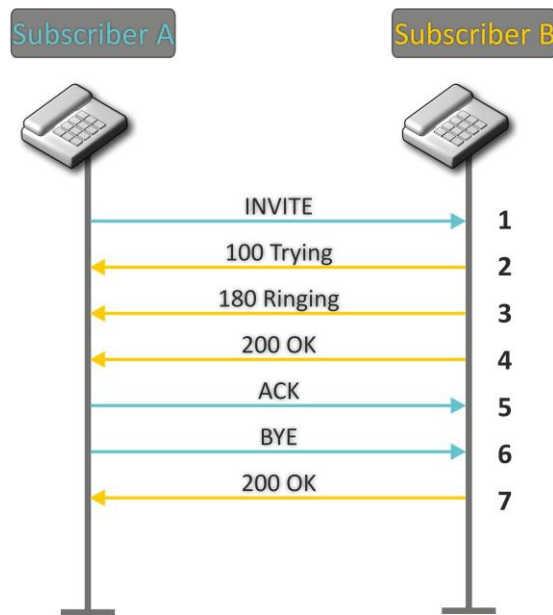 Subscriber A
Subscriber B
INVITE
1
100 Trying
2
180 Ringing
3
200 OK
4
ACK
5
BYE
6
200 OK
7